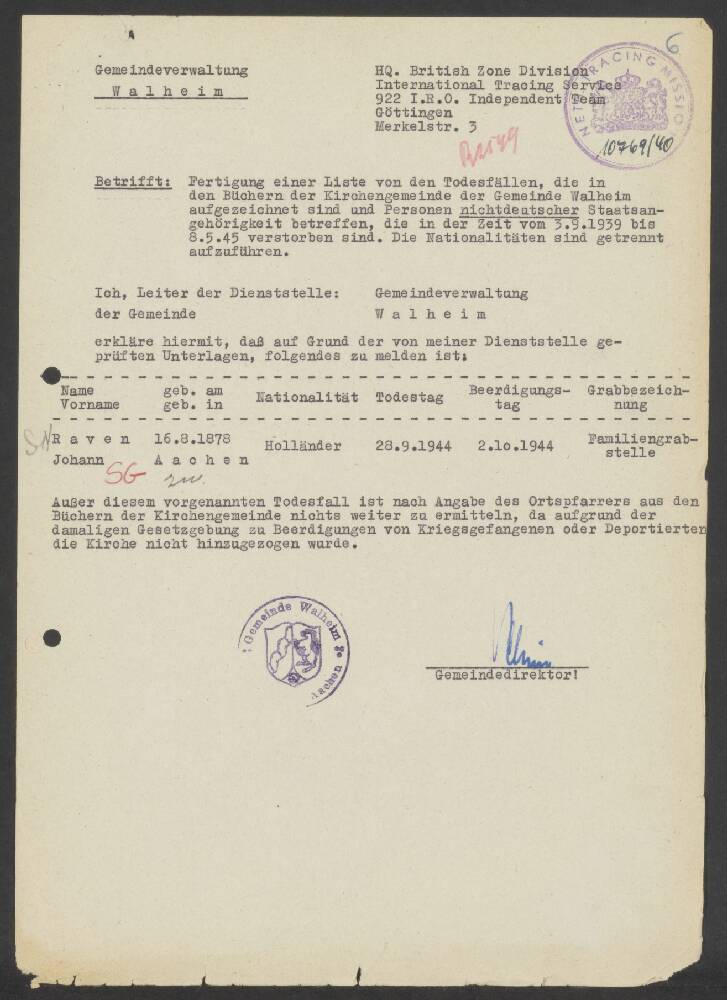 6
Gemeindeverwaltung
W a l h e i m
HQ. British Zone Division
International Tracing Service
922 I.R.O. Independent Team
Göttingen
Merkelstr. 3
TRACING MISSION
10769/40
Betrifft: Fertigung einer Liste von den Todesfällen, die in
den Büchern der Kirchengemeinde der Gemeinde Walheim
aufgezeichnet sind und Personen nichtdeutscher Staatsan-
gehörigkeit betreffen, die in der Zeit vom 3.9.1939 bis
8.5.45 verstorben sind. Die Nationalitäten sind getrennt
aufzuführen.
Ich, Leiter der Dienststelle: Gemeindeverwaltung
der Gemeinde W a l h e i m
erkläre hiermit, daß auf Grund der von meiner Dienststelle ge-
prüften Unterlagen, folgendes zu melden ist:
Name geb. am Nationalität Todestag Beerdigungs- Grabbezeich-
Vorname geb. in tag nung
R a v e n 16.8.1878 Holländer 28.9.1944 2.1o.1944 Familiengrab-
Johann A a c h e n stelle
SG
Außer diesem vorgenannten Todesfall ist nach Angabe des Ortspfarrers aus den
Büchern der Kirchengemeinde nichts weiter zu ermitteln, da aufgrund der
damaligen Gesetzgebung zu Beerdigungen von Kriegsgefangenen oder Deportierten
die Kirche nicht hinzugezogen wurde.
Gemeinde Walheim
Aachen
Gemeindedirektor!